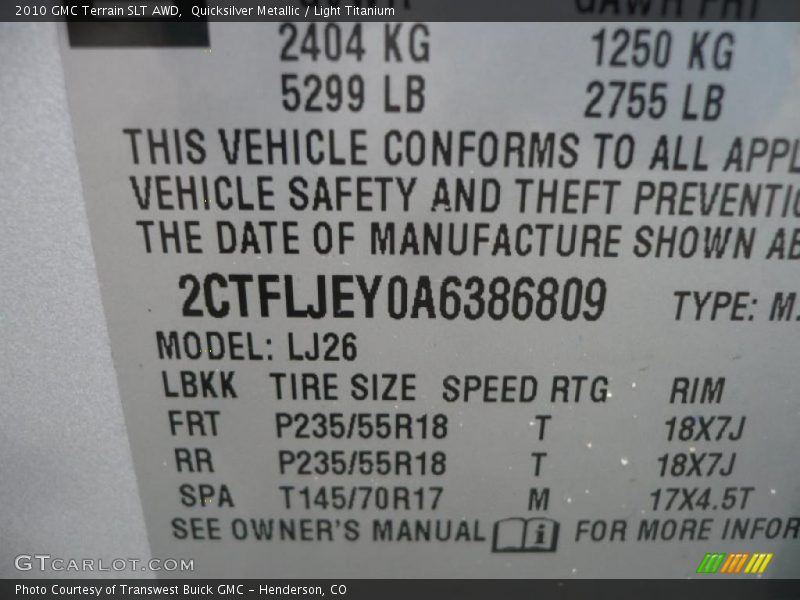 2010 GMC Terrain SLT AWD, Quicksilver Metallic / Light Titanium
2404 KG 1250 KG
5299 LB 2755 LB
THIS VEHICLE CONFORMS TO ALL APPL
VEHICLE SAFETY AND THEFT PREVENTIO
THE DATE OF MANUFACTURE SHOWN AB
2CTFLJEY0A6386809 TYPE: M.
MODEL: LJ26
LBKK TIRE SIZE SPEED RTG RIM
FRT P235/55R18 T 18X7J
RR P235/55R18 T 18X7J
SPA T145/70R17 M 17X4.5T
SEE OWNER'S MANUAL i FOR MORE INFOR
GTCARLOT.COM
Photo Courtesy of Transwest Buick GMC - Henderson, CO